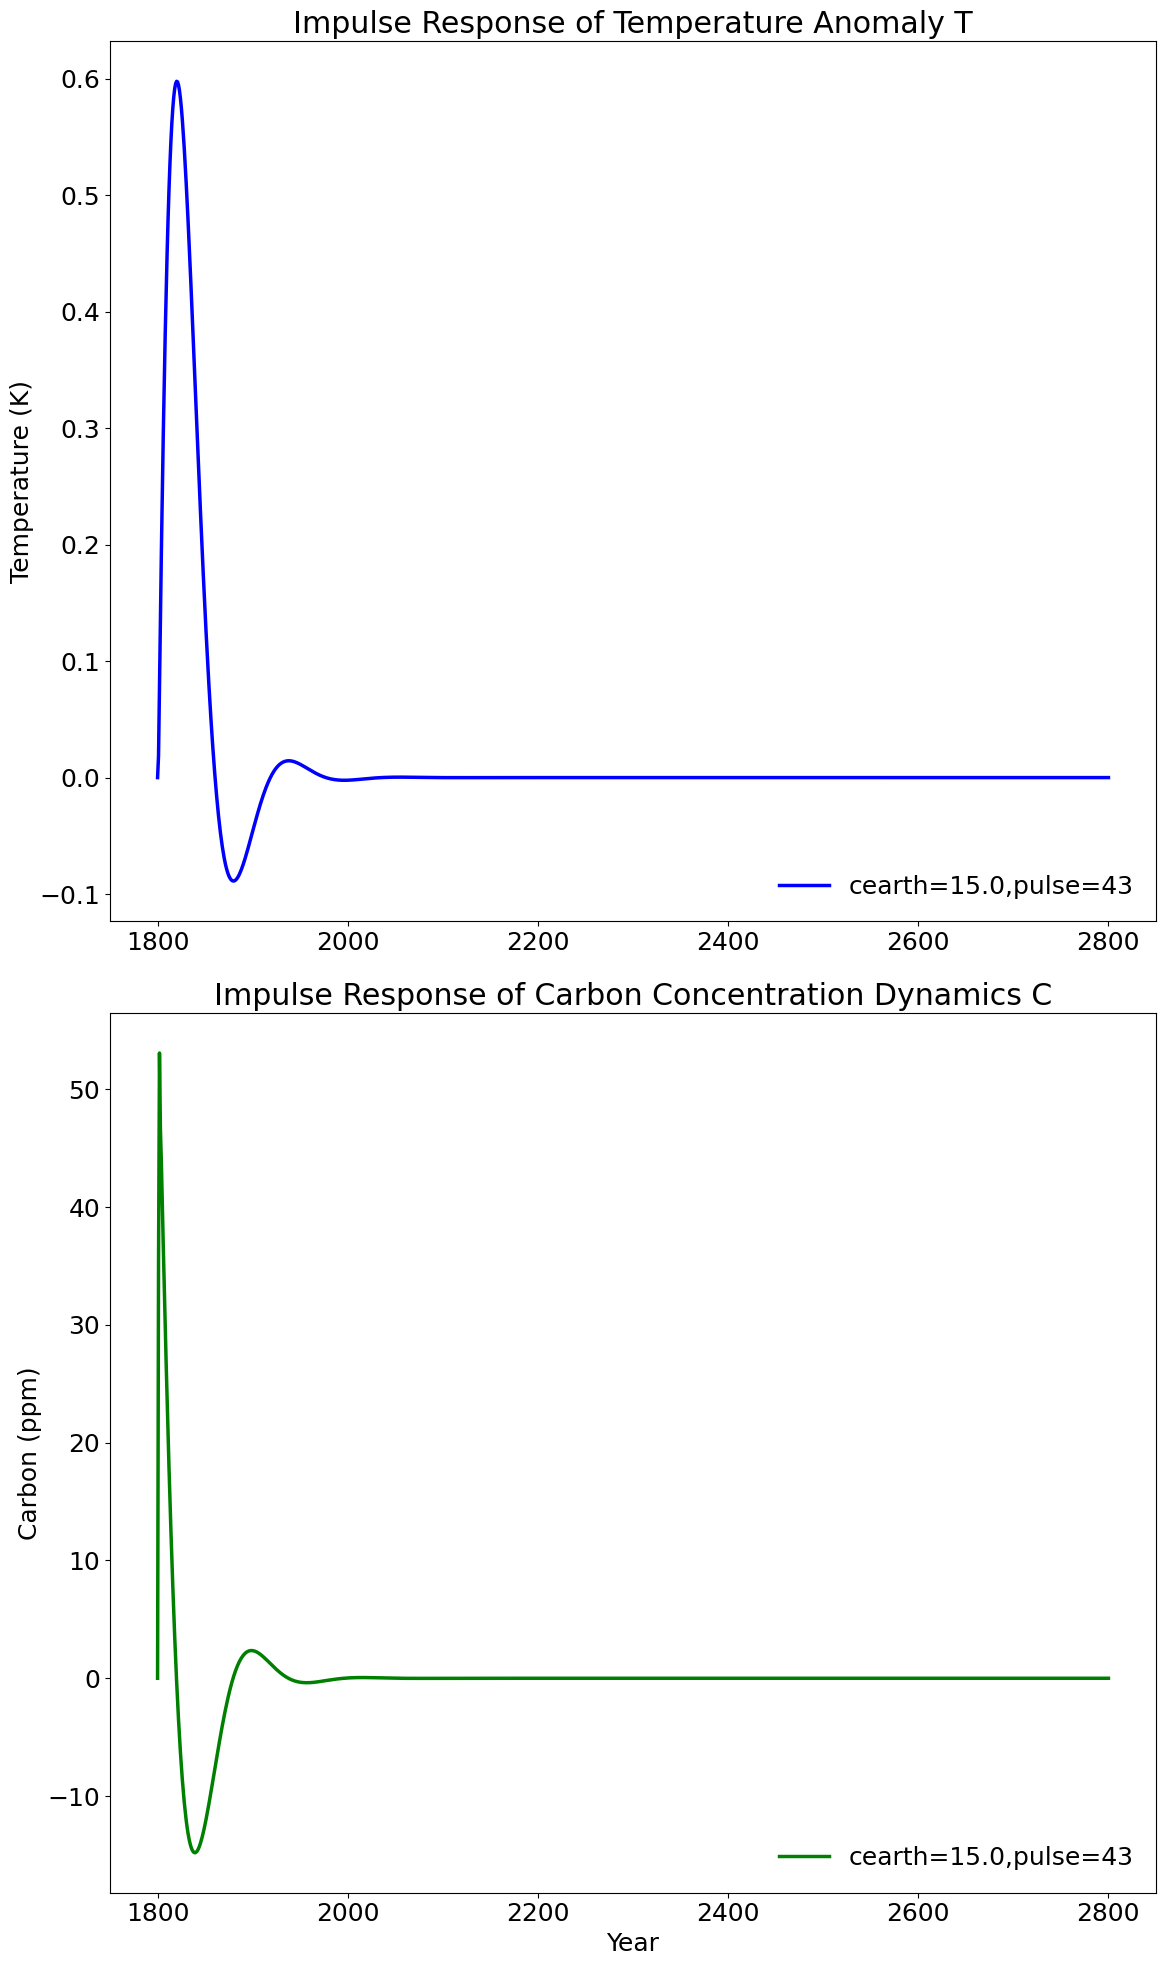 Impulse Response of Temperature Anomaly T
Temperature (K)
0.6
0.5
0.4
0.3
0.2
0.1
0.0
−0.1
cearth=15.0,pulse=43
1800 2000 2200 2400 2600 2800
Impulse Response of Carbon Concentration Dynamics C
Carbon (ppm)
50
40
30
20
10
0
−10
cearth=15.0,pulse=43
1800 2000 2200 2400 2600 2800
Year